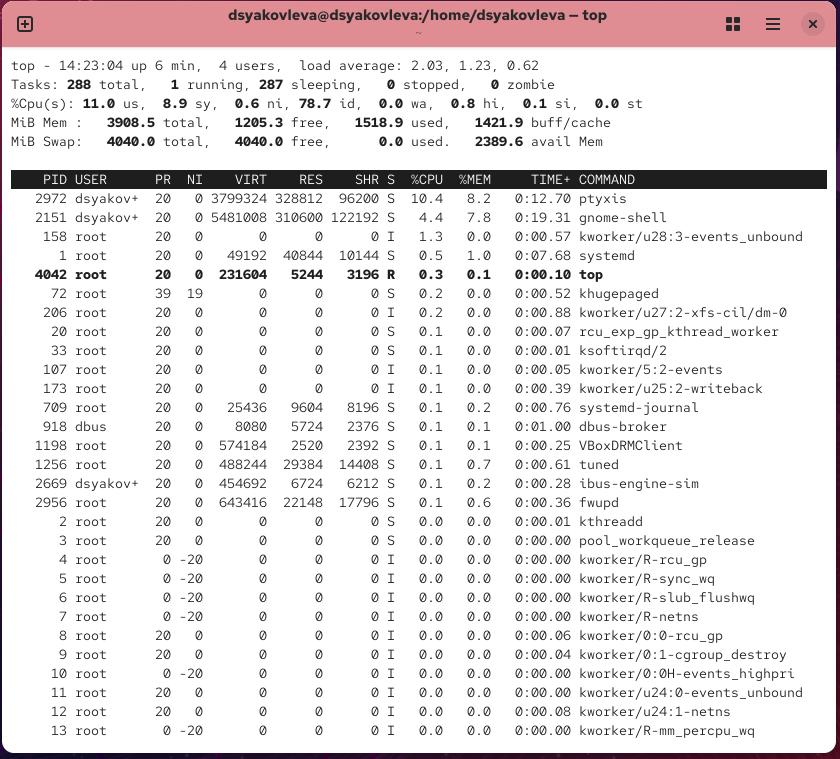 dsyakovleva@dsyakovleva:/home/dsyakovleva — top
~
top - 14:23:04 up 6 min,  4 users,  load average: 2.03, 1.23, 0.62
Tasks: 288 total,   1 running, 287 sleeping,   0 stopped,   0 zombie
%Cpu(s): 11.0 us,  8.9 sy,  0.6 ni, 78.7 id,  0.0 wa,  0.8 hi,  0.1 si,  0.0 st
MiB Mem :   3908.5 total,   1205.3 free,   1518.9 used,   1421.9 buff/cache
MiB Swap:   4040.0 total,   4040.0 free,      0.0 used.   2389.6 avail Mem
PID USER      PR  NI    VIRT    RES    SHR S  %CPU  %MEM     TIME+ COMMAND
2972 dsyakov+  20   0 3799324 328812  96200 S  10.4   8.2   0:12.70 ptyxis
2151 dsyakov+  20   0 5481008 310600 122192 S   4.4   7.8   0:19.31 gnome-shell
158 root      20   0       0      0      0 I   1.3   0.0   0:00.57 kworker/u28:3-events_unbound
1 root      20   0   49192  40844  10144 S   0.5   1.0   0:07.68 systemd
4042 root      20   0  231604   5244   3196 R   0.3   0.1   0:00.10 top
72 root      39  19       0      0      0 S   0.2   0.0   0:00.52 khugepaged
206 root      20   0       0      0      0 I   0.2   0.0   0:00.88 kworker/u27:2-xfs-cil/dm-0
20 root      20   0       0      0      0 S   0.1   0.0   0:00.07 rcu_exp_gp_kthread_worker
33 root      20   0       0      0      0 S   0.1   0.0   0:00.01 ksoftirqd/2
107 root      20   0       0      0      0 I   0.1   0.0   0:00.05 kworker/5:2-events
173 root      20   0       0      0      0 I   0.1   0.0   0:00.39 kworker/u25:2-writeback
709 root      20   0   25436   9604   8196 S   0.1   0.2   0:00.76 systemd-journal
918 dbus      20   0    8080   5724   2376 S   0.1   0.1   0:01.00 dbus-broker
1198 root      20   0  574184   2520   2392 S   0.1   0.1   0:00.25 VBoxDRMClient
1256 root      20   0  488244  29384  14408 S   0.1   0.7   0:00.61 tuned
2669 dsyakov+  20   0  454692   6724   6212 S   0.1   0.2   0:00.28 ibus-engine-sim
2956 root      20   0  643416  22148  17796 S   0.1   0.6   0:00.36 fwupd
2 root      20   0       0      0      0 S   0.0   0.0   0:00.01 kthreadd
3 root      20   0       0      0      0 S   0.0   0.0   0:00.00 pool_workqueue_release
4 root       0 -20       0      0      0 I   0.0   0.0   0:00.00 kworker/R-rcu_gp
5 root       0 -20       0      0      0 I   0.0   0.0   0:00.00 kworker/R-sync_wq
6 root       0 -20       0      0      0 I   0.0   0.0   0:00.00 kworker/R-slub_flushwq
7 root       0 -20       0      0      0 I   0.0   0.0   0:00.00 kworker/R-netns
8 root      20   0       0      0      0 I   0.0   0.0   0:00.06 kworker/0:0-rcu_gp
9 root      20   0       0      0      0 I   0.0   0.0   0:00.04 kworker/0:1-cgroup_destroy
10 root       0 -20       0      0      0 I   0.0   0.0   0:00.00 kworker/0:0H-events_highpri
11 root      20   0       0      0      0 I   0.0   0.0   0:00.00 kworker/u24:0-events_unbound
12 root      20   0       0      0      0 I   0.0   0.0   0:00.08 kworker/u24:1-netns
13 root       0 -20       0      0      0 I   0.0   0.0   0:00.00 kworker/R-mm_percpu_wq